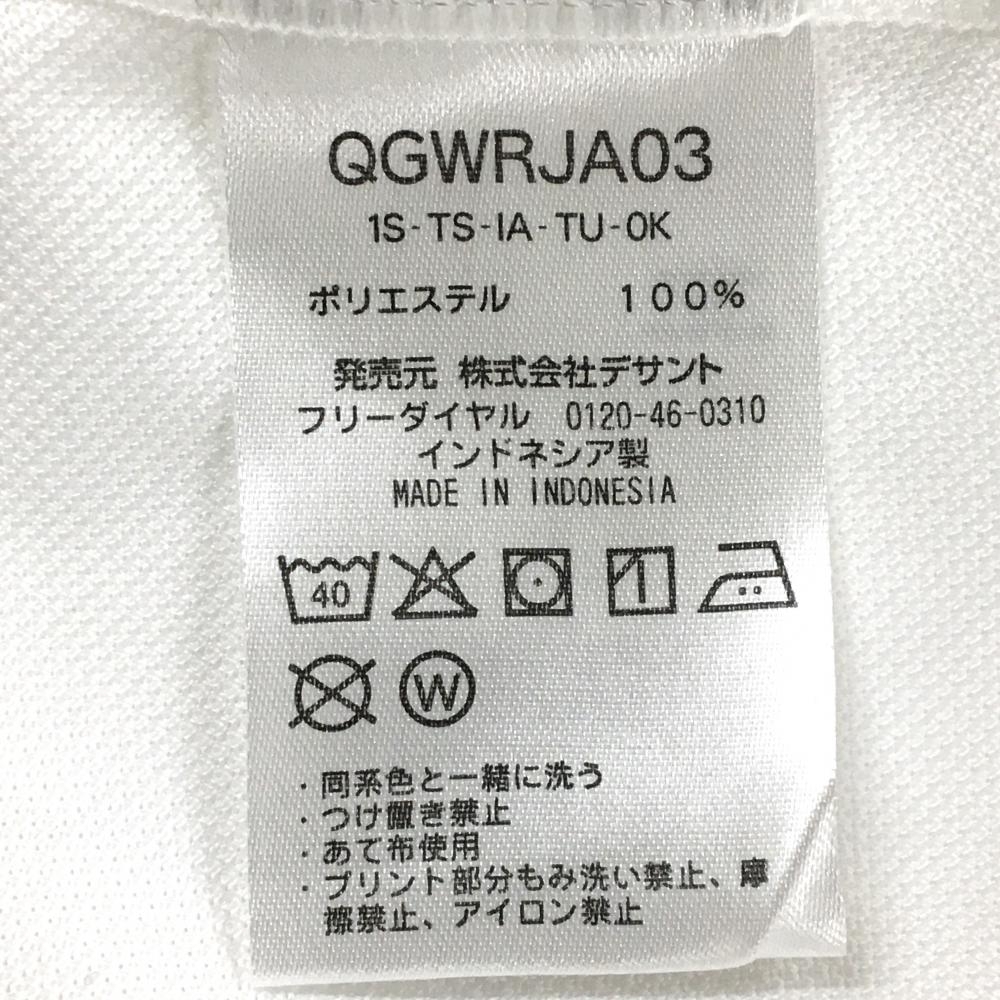 QGWRJA03
1S-TS-IA-TU-0K
ポリエステル 100%
発売元 株式会社デサント
フリーダイヤル 0120-46-0310
インドネシア製
MADE IN INDONESIA
40
W
・同系色と一緒に洗う
・つけ置き禁止
・あて布使用
・プリント部分もみ洗い禁止、摩
擦禁止、アイロン禁止